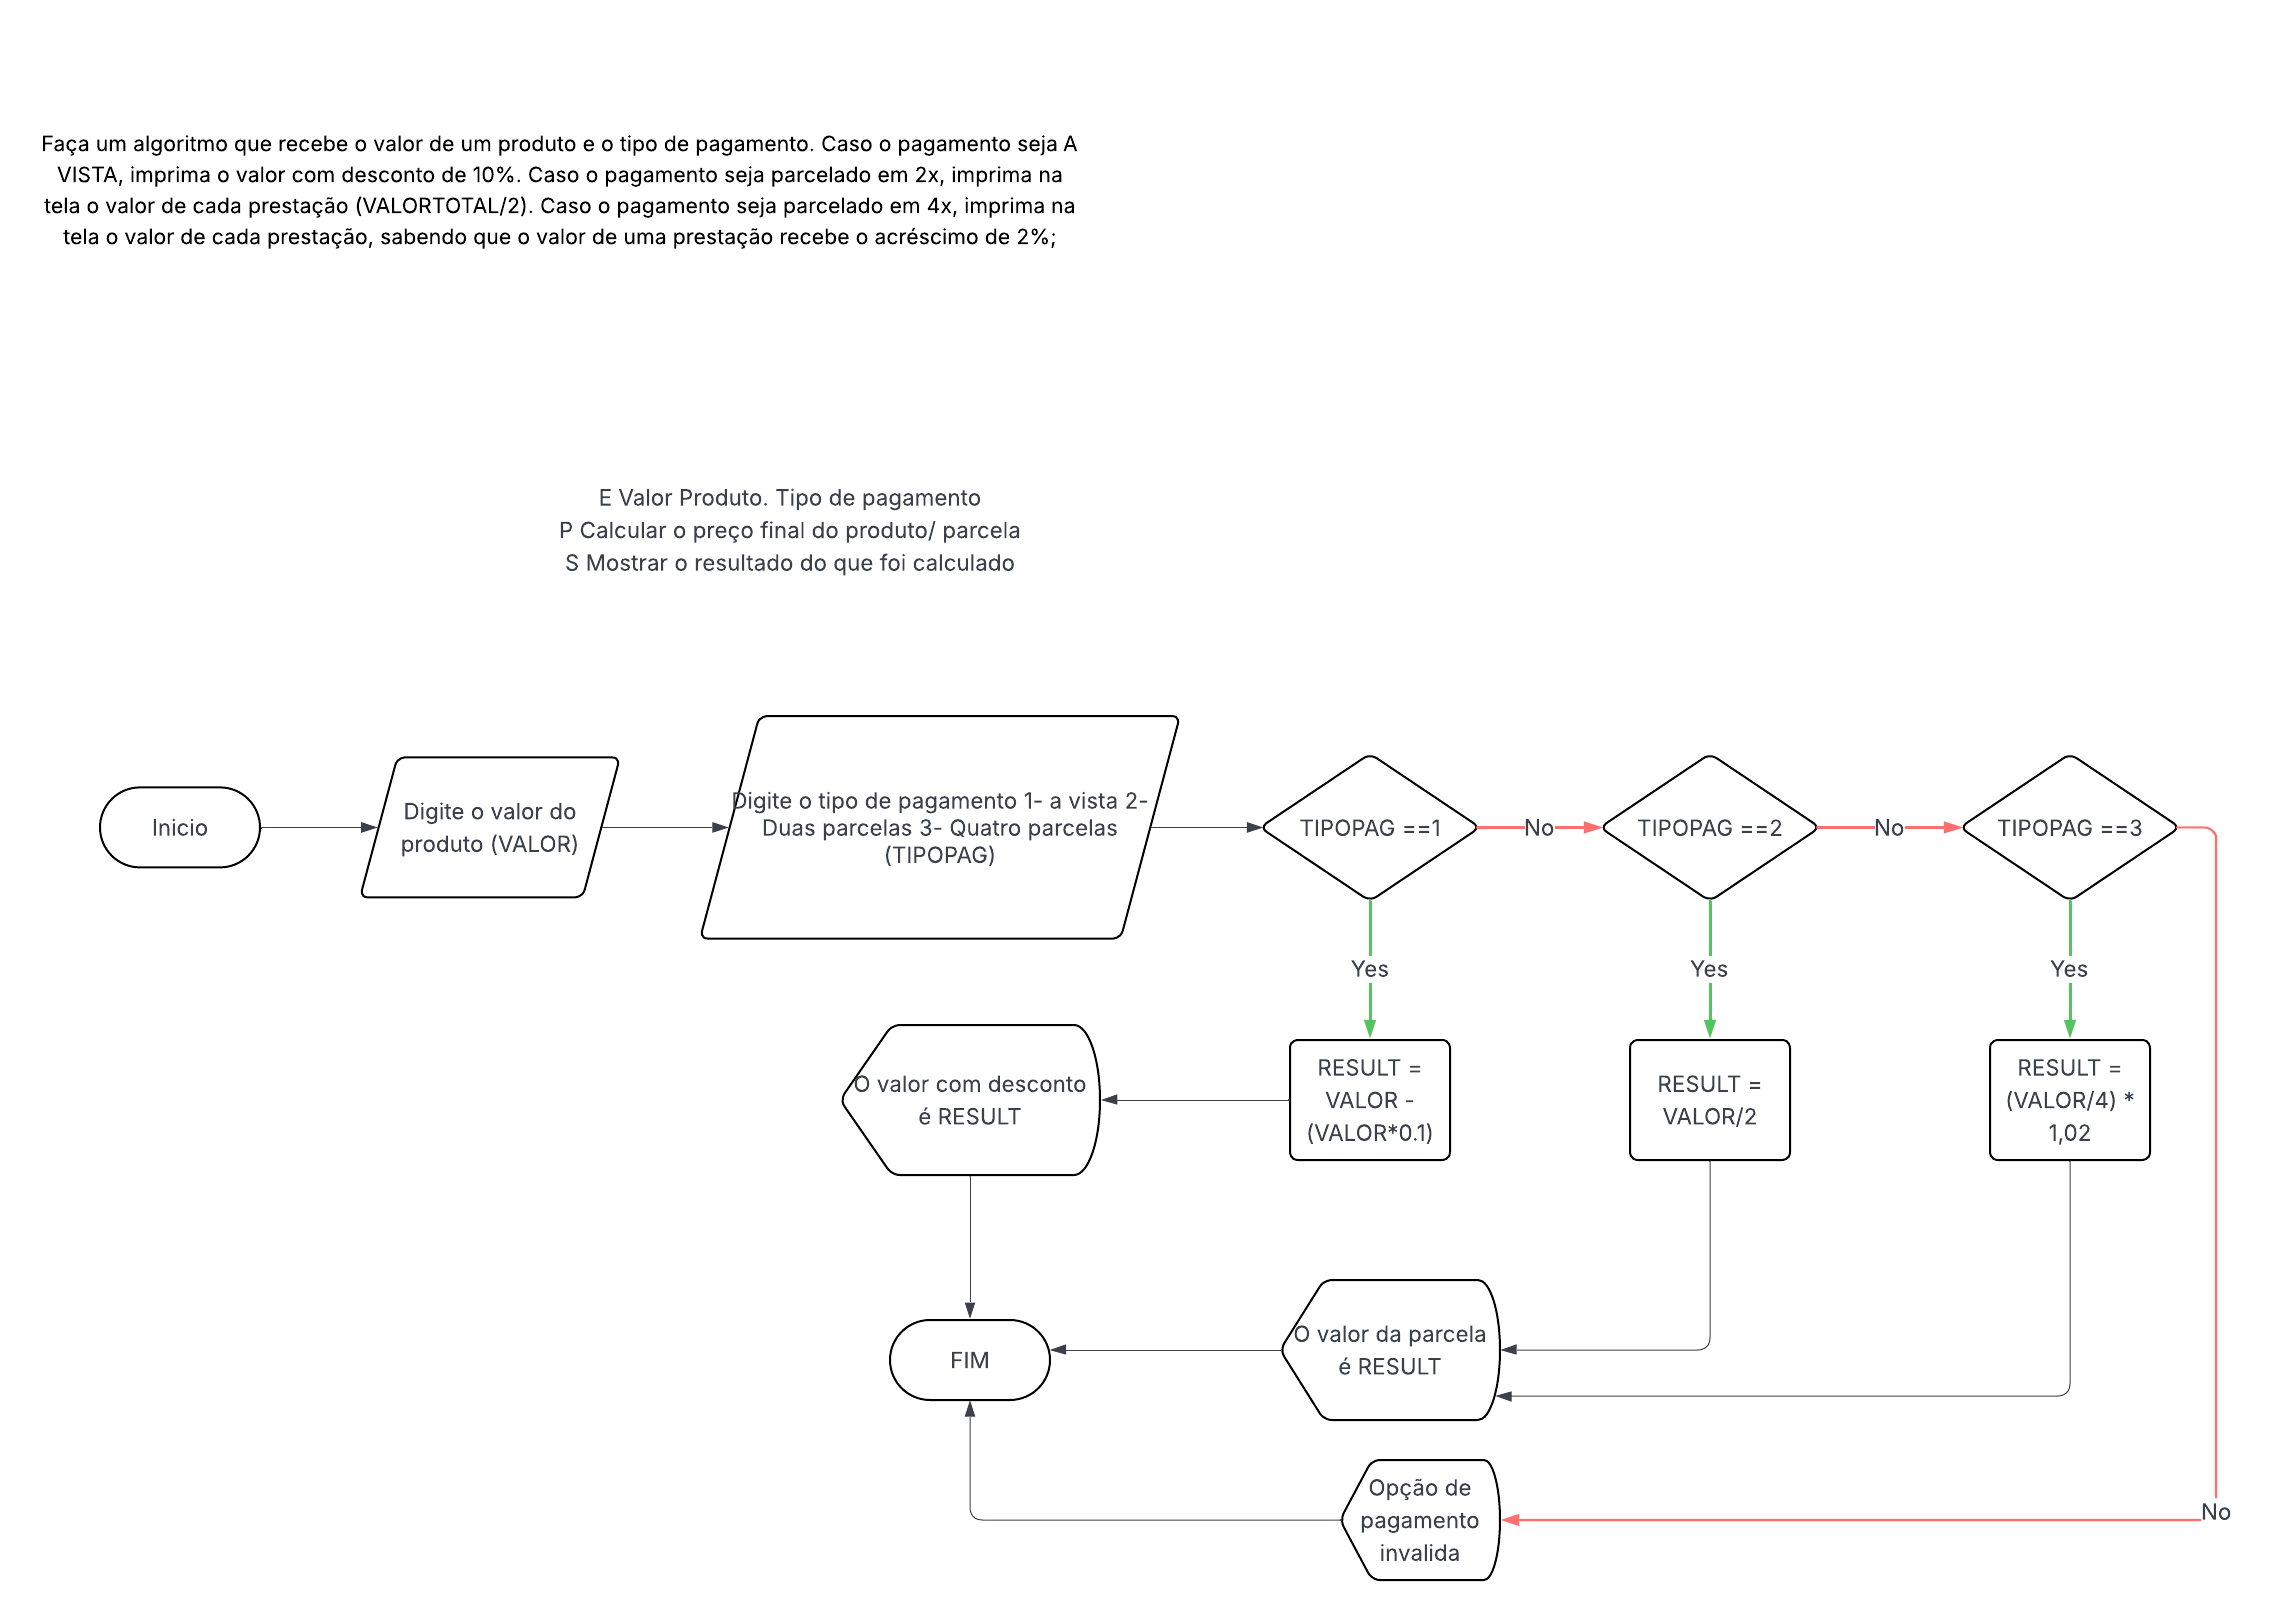 Faça um algoritmo que recebe o valor de um produto e o tipo de pagamento. Caso o pagamento seja A
VISTA, imprima o valor com desconto de 10%. Caso o pagamento seja parcelado em 2x, imprima na
tela o valor de cada prestação (VALORTOTAL/2). Caso o pagamento seja parcelado em 4x, imprima na
tela o valor de cada prestação, sabendo que o valor de uma prestação recebe o acréscimo de 2%;
E Valor Produto. Tipo de pagamento
P Calcular o preço final do produto/ parcela
S Mostrar o resultado do que foi calculado
Inicio
Digite o valor do
produto (VALOR)
Digite o tipo de pagamento 1- a vista 2-
Duas parcelas 3- Quatro parcelas
(TIPOPAG)
TIPOPAG ==1
No
TIPOPAG ==2
No
TIPOPAG ==3
Yes
Yes
Yes
O valor com desconto
é RESULT
RESULT =
VALOR -
(VALOR*0.1)
RESULT =
VALOR/2
RESULT =
(VALOR/4) *
1,02
FIM
O valor da parcela
é RESULT
Opção de
pagamento
invalida
No